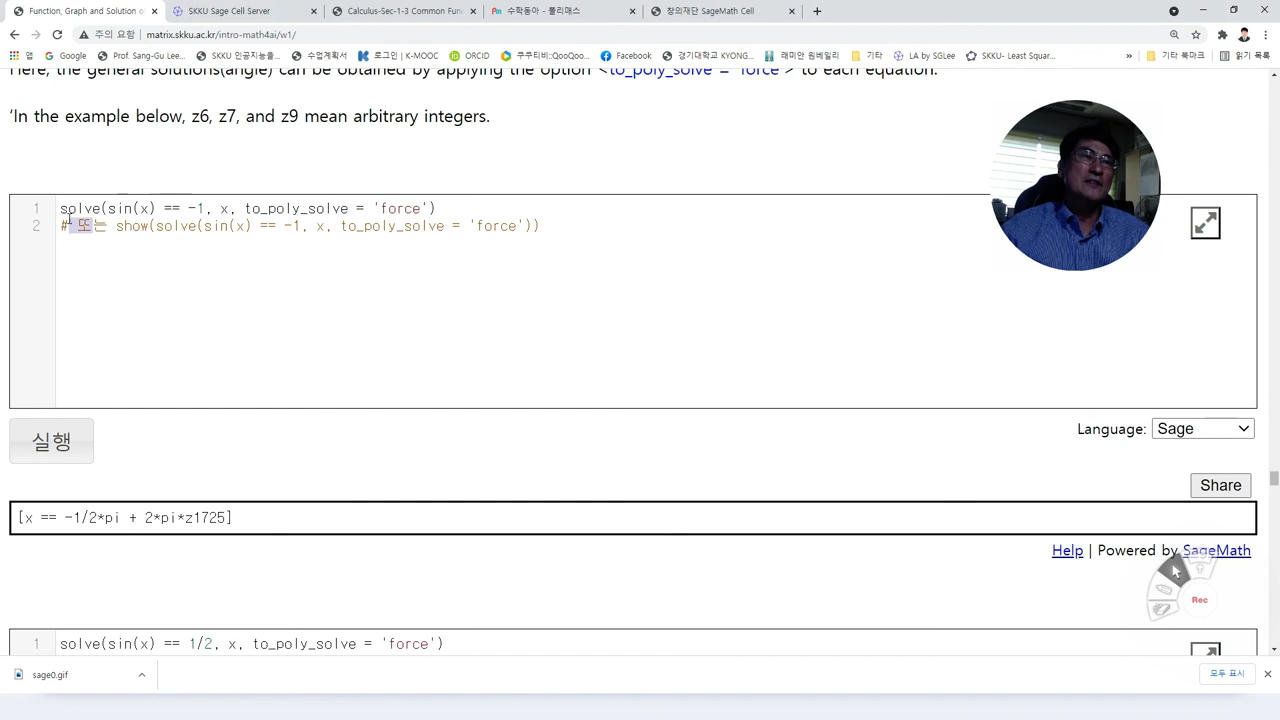 Function, Graph and Solution o
SKKU Sage Cell Server
Calculus-Sec-1-3 Common Fun
수학동아 - 폴리매스
창의재단 SageMath Cell
주의 요함 | matrix.skku.ac.kr/intro-math4ai/w1/
앱 Google Prof. Sang-Gu Lee... SKKU 인공지능을... 수업계획서 로그인 | K-MOOC ORCID 쿠쿠티비::QooQoo... Facebook 경기대학교 KYONG... 래미안 원베일리 기타 LA by SGLee SKKU- Least Squar... » 기타 북마크 읽기 목록
Here, the general solutions(angle) can be obtained by applying the option <to_poly_solve = 'force'> to each equation.
'In the example below, z6, z7, and z9 mean arbitrary integers.
1 solve(sin(x) == -1, x, to_poly_solve = 'force')
2 # 또는 show(solve(sin(x) == -1, x, to_poly_solve = 'force'))
실행
Language: Sage
Share
[x == -1/2*pi + 2*pi*z1725]
Help | Powered by SageMath
Rec
1 solve(sin(x) == 1/2, x, to_poly_solve = 'force')
sage0.gif
모두 표시